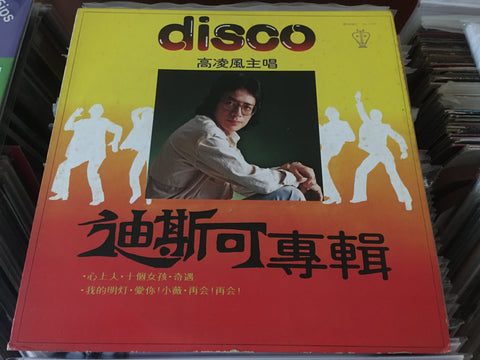 disco
高凌風主唱
迪斯可專輯
·心上人·十個女孩·奇遇
·我的明灯·愛你!小薇·再会!再会!